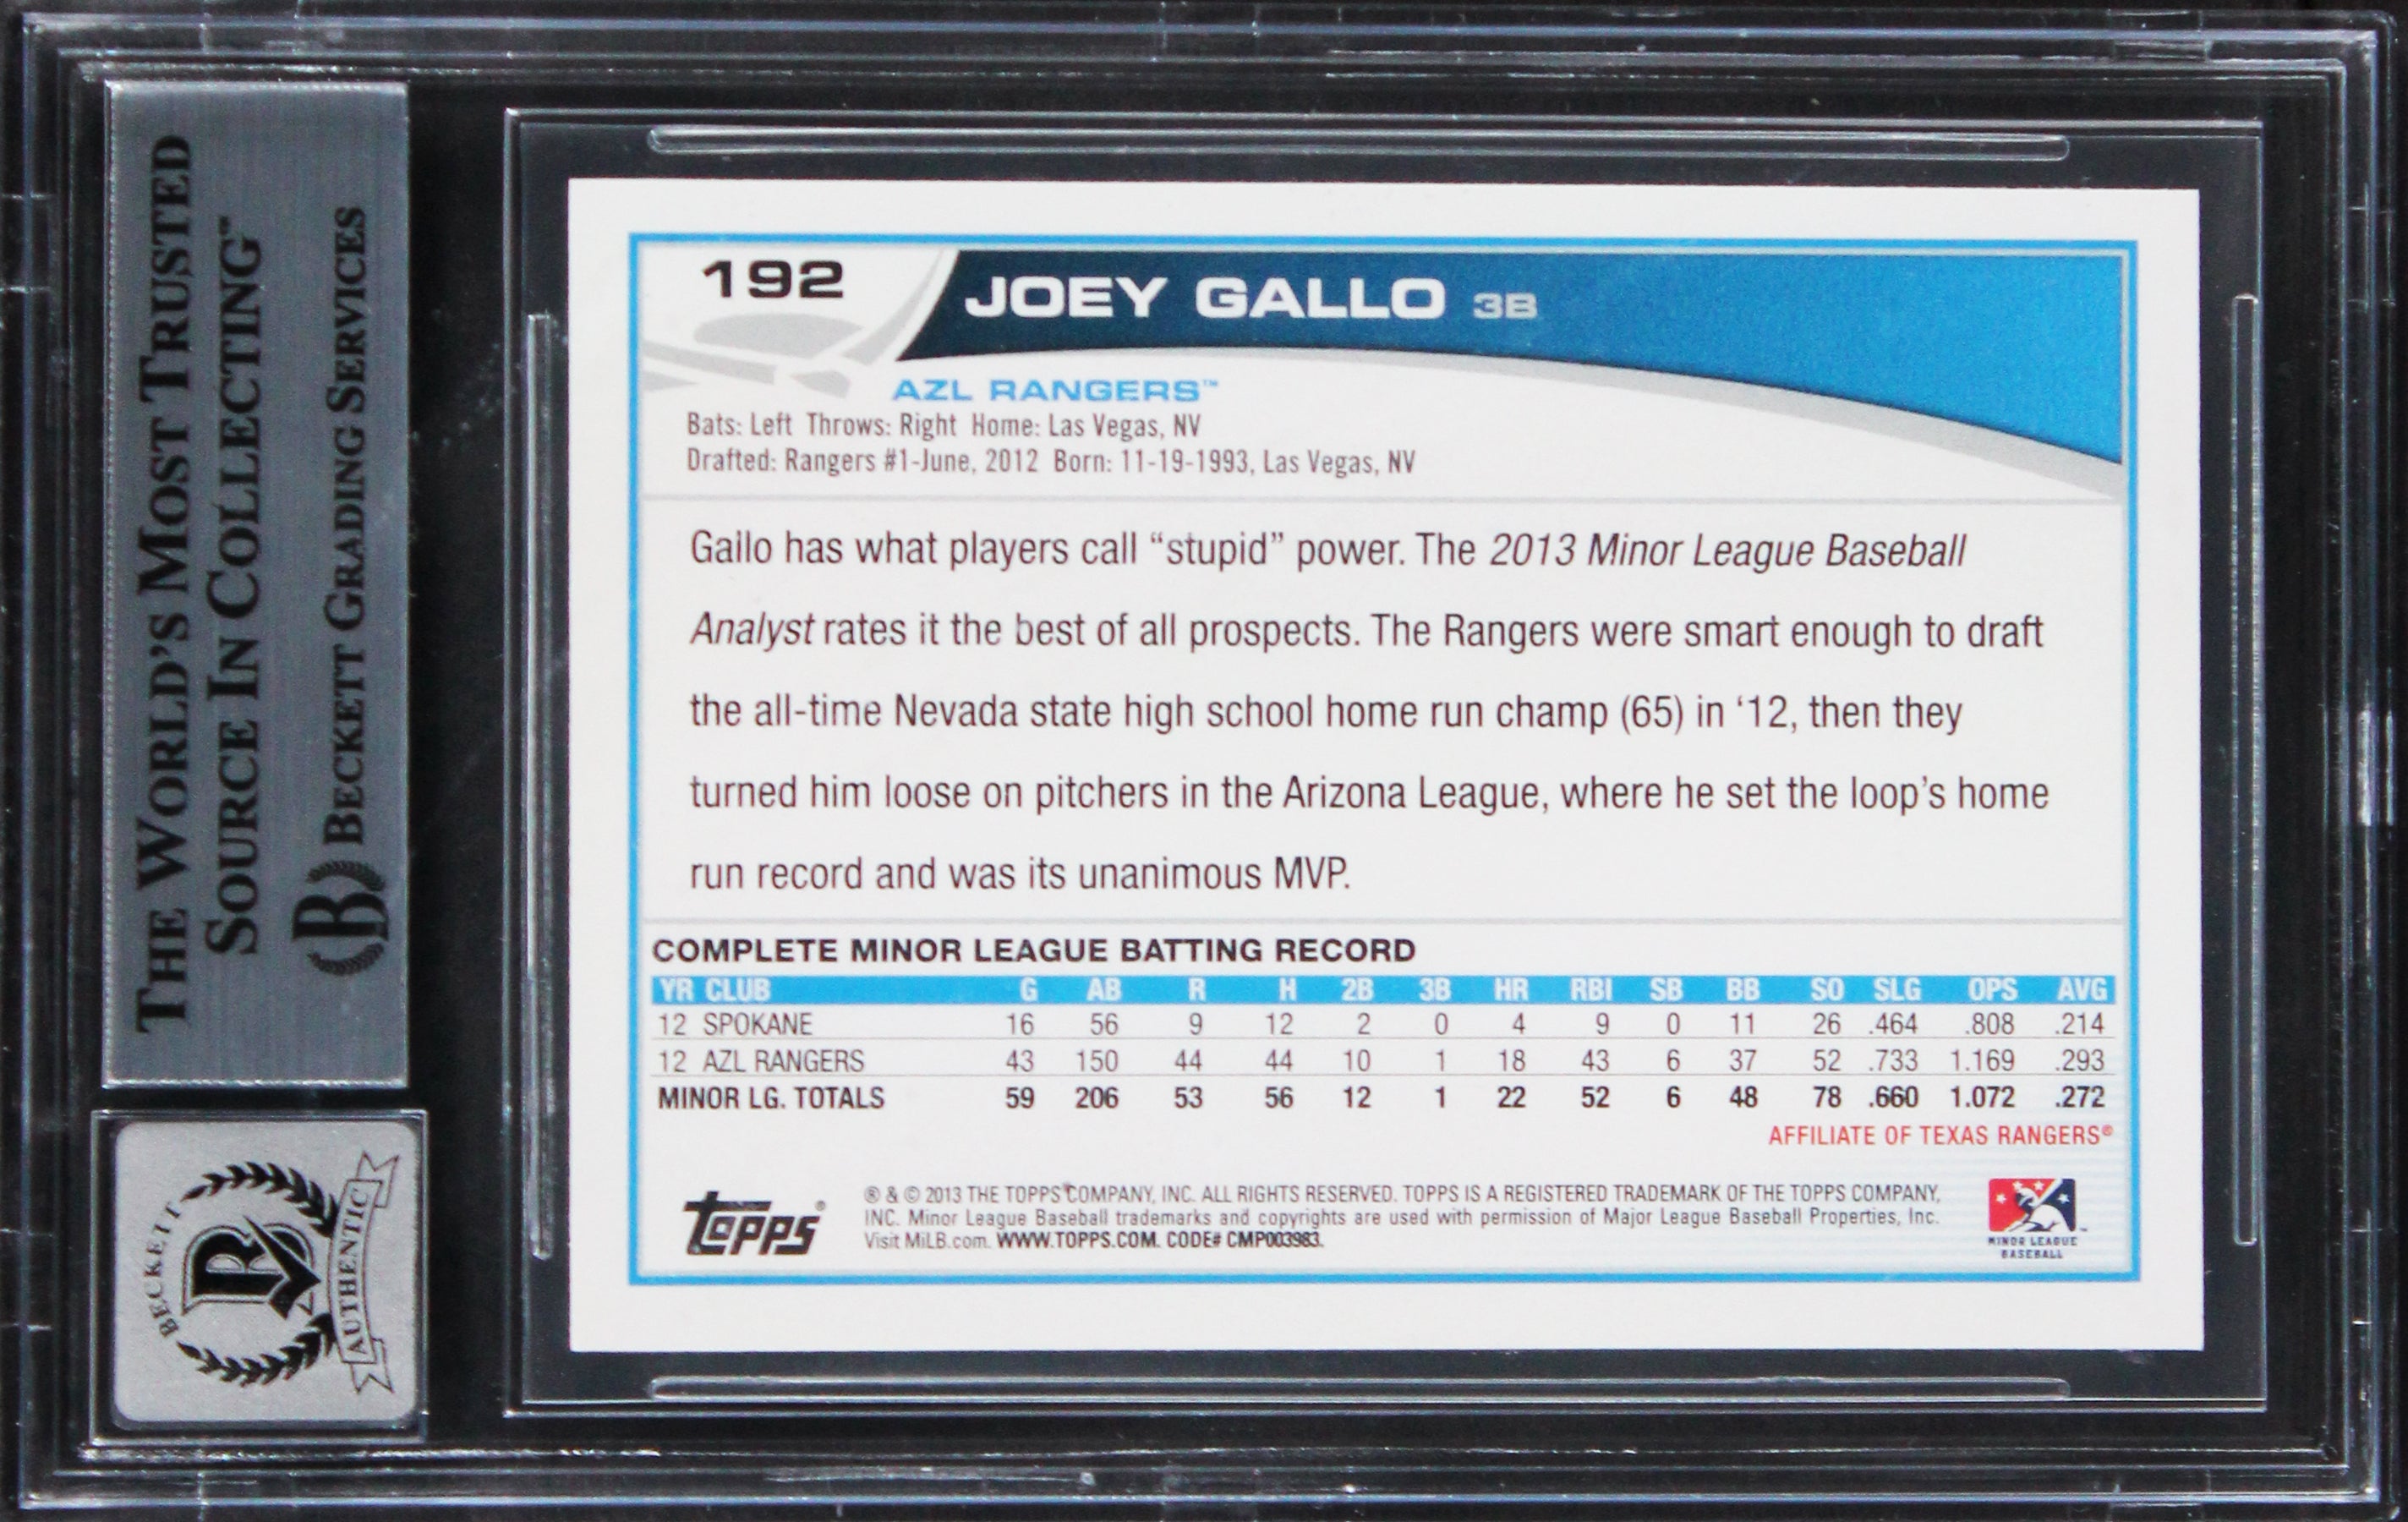 THE WORLD'S MOST TRUSTED
SOURCE IN COLLECTING™
BECKETT GRADING SERVICES
B
BECKETT
B
AUTHENTIC
192
JOEY GALLO 3B
AZL RANGERS™
Bats: Left Throws: Right Home: Las Vegas, NV
Drafted: Rangers #1-June, 2012 Born: 11-19-1993, Las Vegas, NV
Gallo has what players call “stupid” power. The 2013 Minor League Baseball
Analyst rates it the best of all prospects. The Rangers were smart enough to draft
the all-time Nevada state high school home run champ (65) in ‘12, then they
turned him loose on pitchers in the Arizona League, where he set the loop’s home
run record and was its unanimous MVP.
COMPLETE MINOR LEAGUE BATTING RECORD
YR CLUB G AB R H 2B 3B HR RBI SB BB SO SLG OPS AVG
12 SPOKANE 16 56 9 12 2 0 4 9 0 11 26 .464 .808 .214
12 AZL RANGERS 43 150 44 44 10 1 18 43 6 37 52 .733 1.169 .293
MINOR LG. TOTALS 59 206 53 56 12 1 22 52 6 48 78 .660 1.072 .272
AFFILIATE OF TEXAS RANGERS®
topps®
® & © 2013 THE TOPPS COMPANY, INC. ALL RIGHTS RESERVED. TOPPS IS A REGISTERED TRADEMARK OF THE TOPPS COMPANY,
INC. Minor League Baseball trademarks and copyrights are used with permission of Major League Baseball Properties, Inc.
Visit MiLB.com. WWW.TOPPS.COM. CODE# CMP003983.
MINOR LEAGUE™
BASEBALL